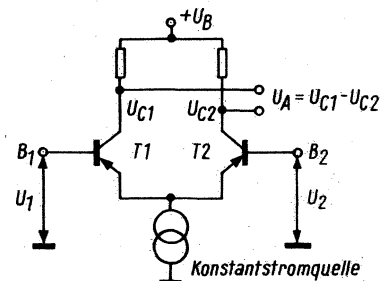 +U_B
U_C1 U_C2 U_A = U_C1 - U_C2
B_1 T1 T2 B_2
U_1 U_2
Konstantstromquelle